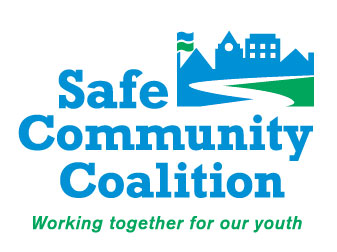 Safe
Community
Coalition
Working together for our youth